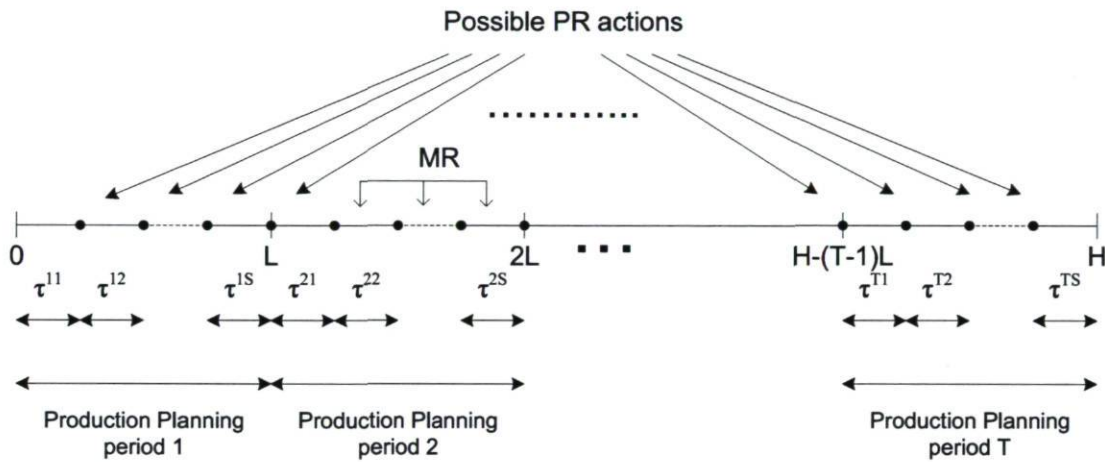 Possible PR actions
MR
0 L 2L H-(T-1)L H
τ¹¹ τ¹² τ¹ˢ τ²¹ τ²² τ²ˢ τᵀ¹ τᵀ² τᵀˢ
Production Planning period 1
Production Planning period 2
Production Planning period T